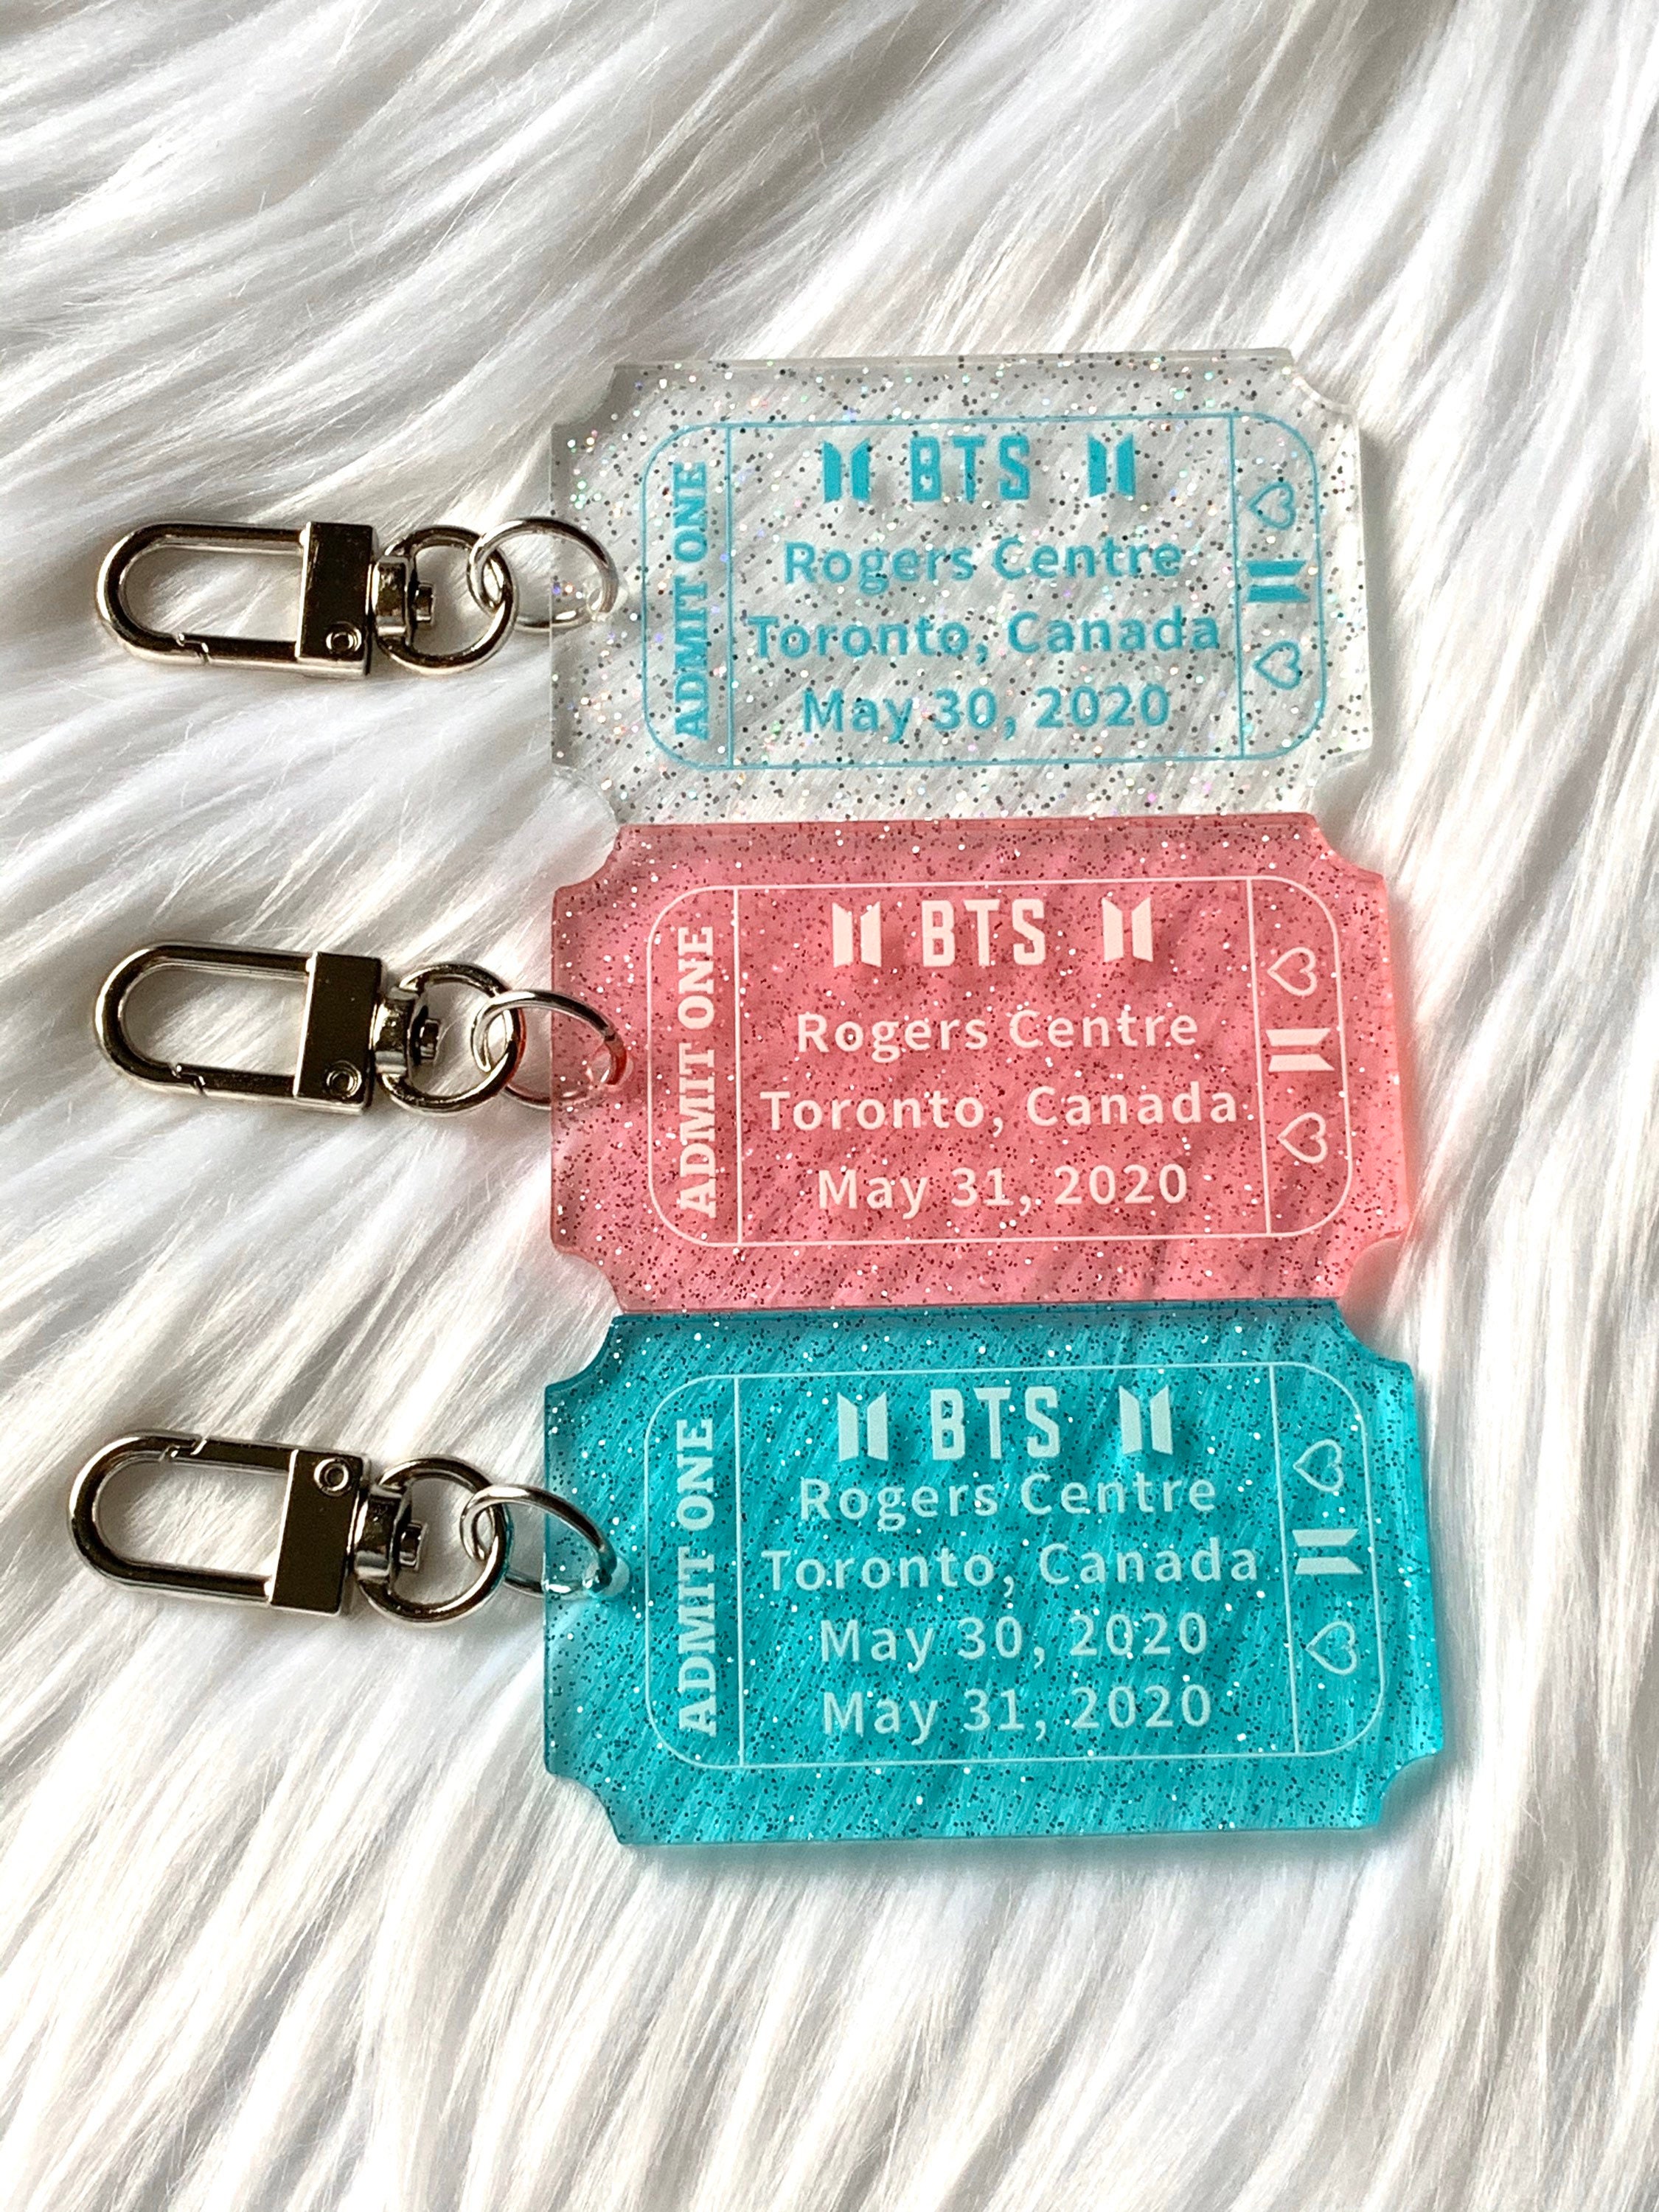 BTS
ADMIT ONE
Rogers Centre
Toronto, Canada
May 30, 2020
BTS
ADMIT ONE
Rogers Centre
Toronto, Canada
May 31, 2020
BTS
ADMIT ONE
Rogers Centre
Toronto, Canada
May 30, 2020
May 31, 2020